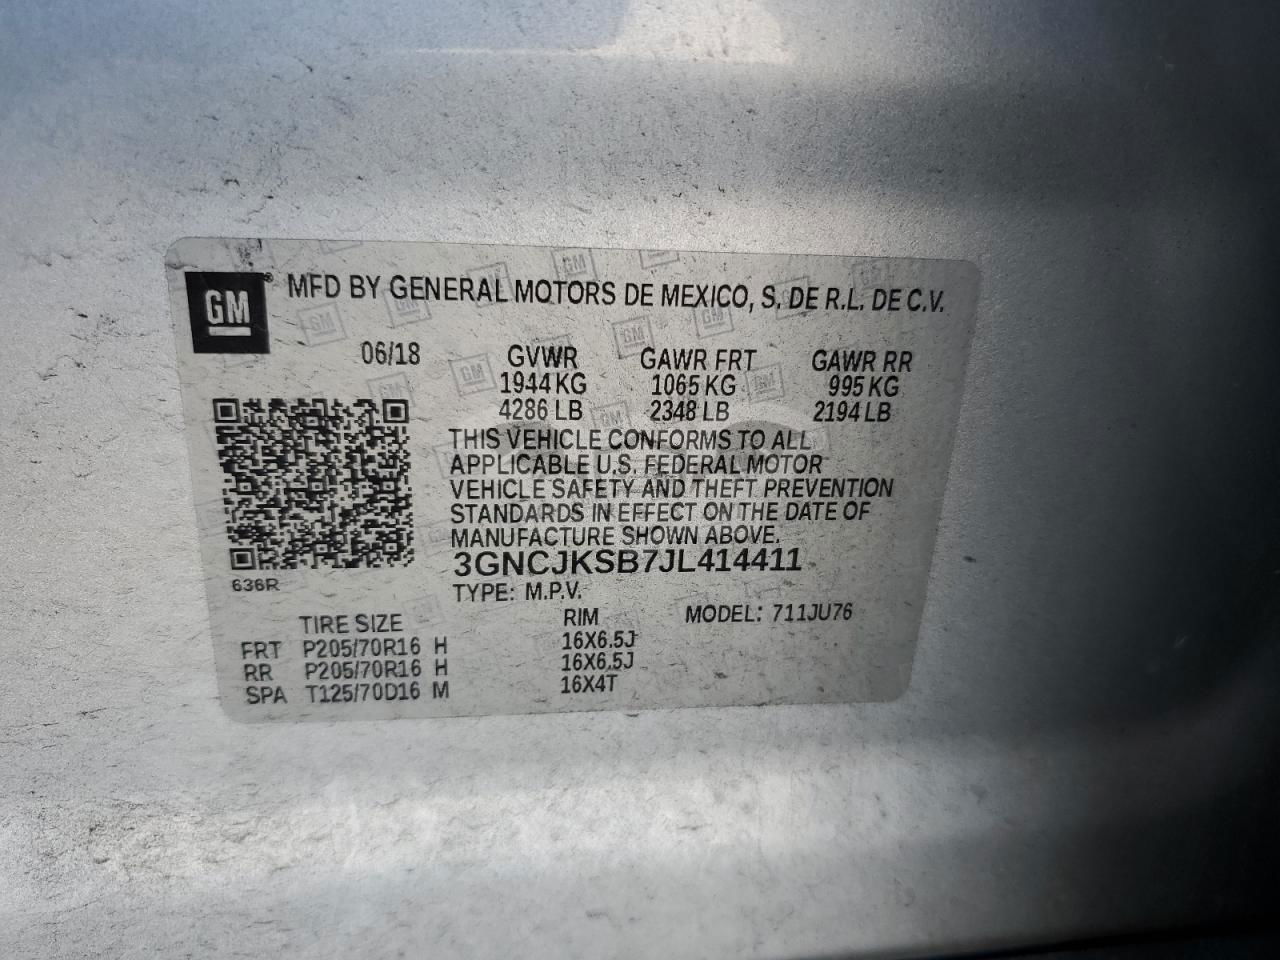 GM
MFD BY GENERAL MOTORS DE MEXICO, S. DE R.L. DE C.V.
06/18 GVWR GAWR FRT GAWR RR
1944 KG 1065 KG 995 KG
4286 LB 2348 LB 2194 LB
THIS VEHICLE CONFORMS TO ALL
APPLICABLE U.S. FEDERAL MOTOR
VEHICLE SAFETY AND THEFT PREVENTION
STANDARDS IN EFFECT ON THE DATE OF
MANUFACTURE SHOWN ABOVE.
3GNCJKSB7JL414411
636R
TYPE: M.P.V.
TIRE SIZE RIM MODEL: 711JU76
FRT P205/70R16 H 16X6.5J
RR P205/70R16 H 16X6.5J
SPA T125/70D16 M 16X4T